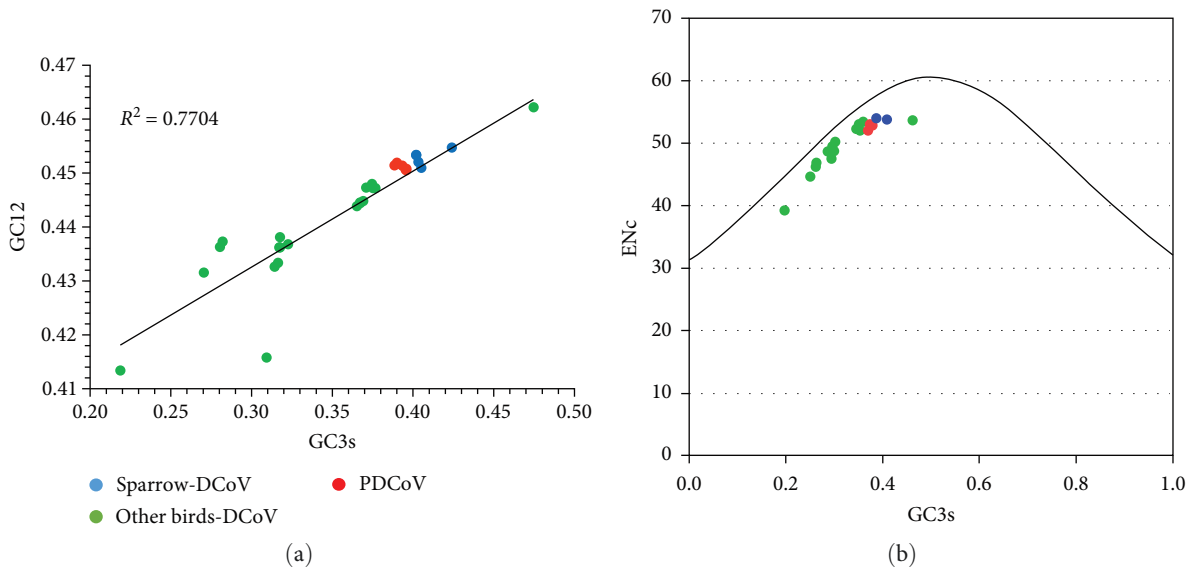 0.47
0.46
0.45
0.44
0.43
0.42
0.41
GC12
R² = 0.7704
0.20 0.25 0.30 0.35 0.40 0.45 0.50
GC3s
Sparrow-DCoV PDCoV
Other birds-DCoV
(a)
70
60
50
40
30
20
10
0
ENc
0.0 0.2 0.4 0.6 0.8 1.0
GC3s
(b)